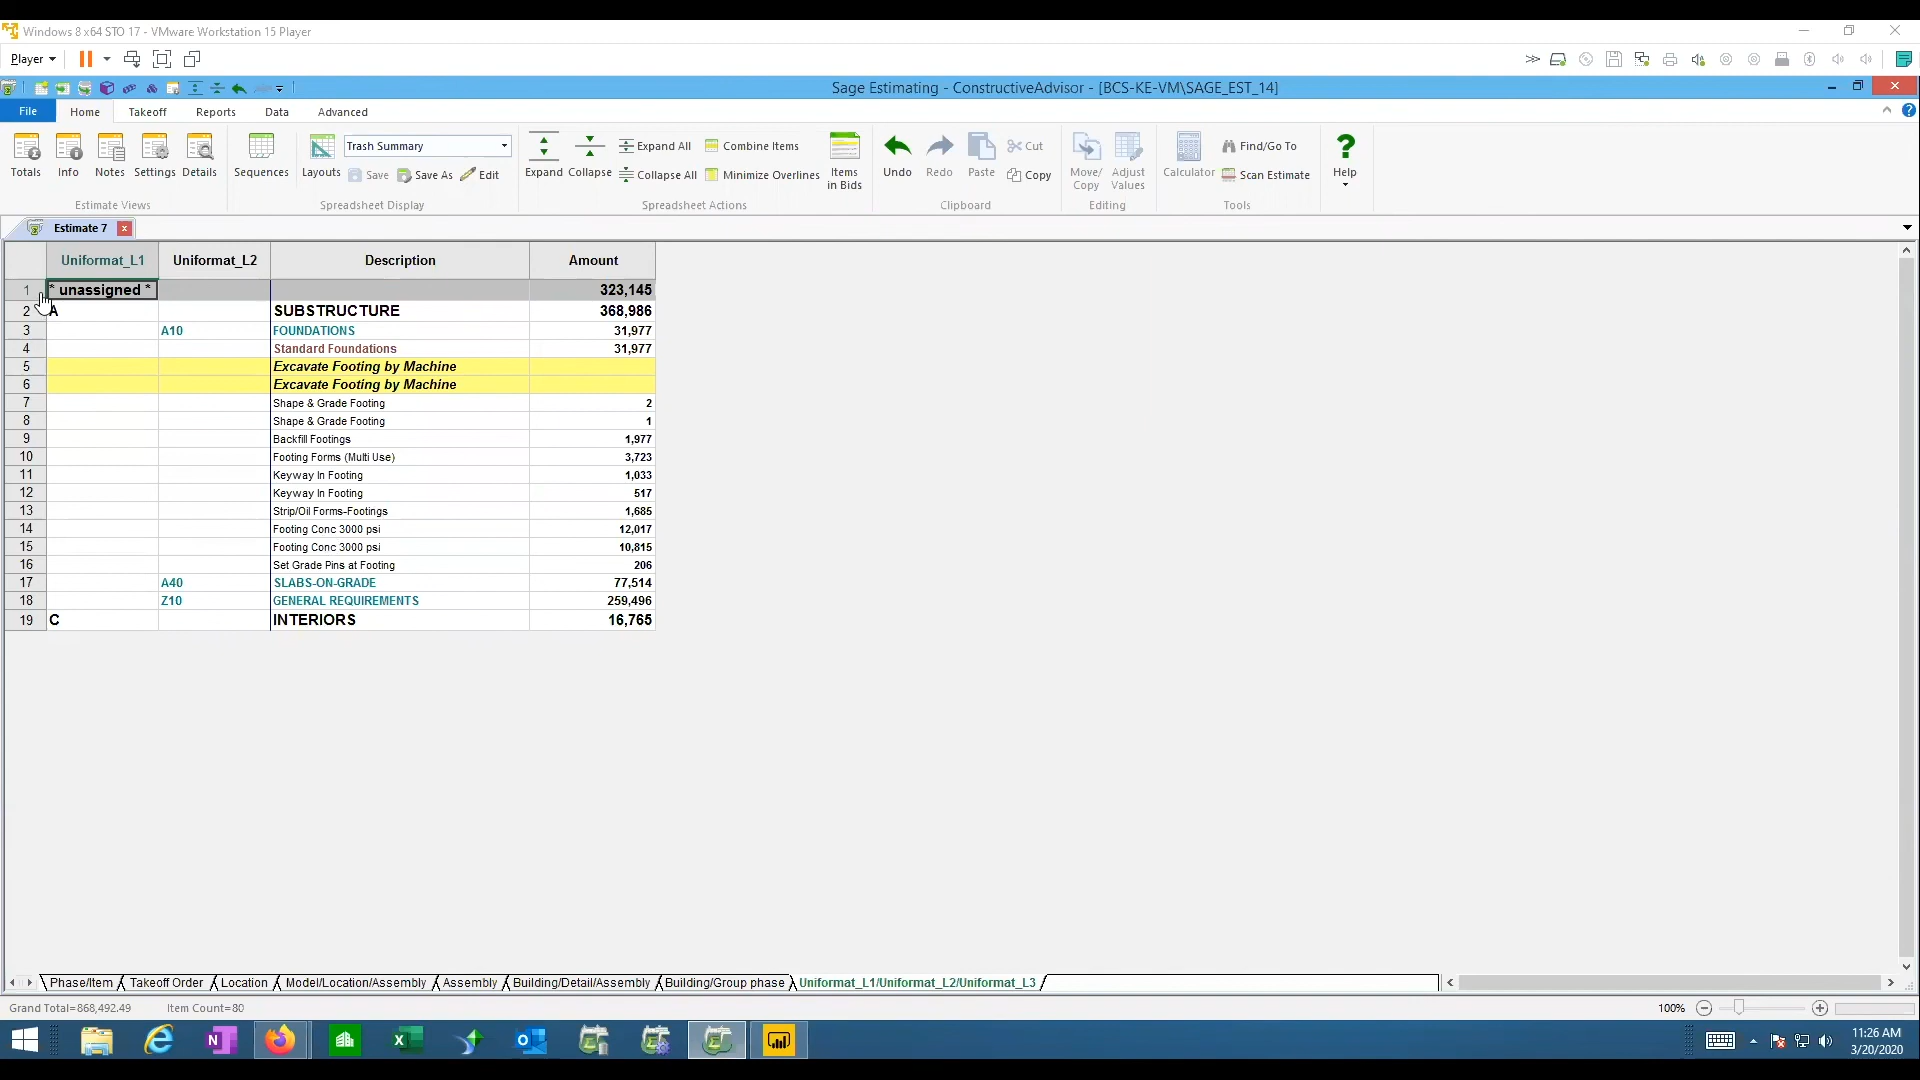 Windows 8 x64 STO 17 - VMware Workstation 15 Player
Player
Sage Estimating - ConstructiveAdvisor - [BCS-KE-VM\SAGE_EST_14]
File Home Takeoff Reports Data Advanced
Totals Info Notes Settings Details
Estimate Views
Sequences Layouts
Trash Summary
Save Save As Edit
Spreadsheet Display
Expand Collapse
Expand All Combine Items
Collapse All Minimize Overlines
Items in Bids
Spreadsheet Actions
Undo Redo Paste
Cut
Copy
Clipboard
Move/ Copy Adjust Values
Editing
Calculator
Find/Go To
Scan Estimate
Tools
Help
Estimate 7
Uniformat_L1 Uniformat_L2 Description Amount
1 * unassigned * 323,145
2 A SUBSTRUCTURE 368,986
3 A10 FOUNDATIONS 31,977
4 Standard Foundations 31,977
5 Excavate Footing by Machine
6 Excavate Footing by Machine
7 Shape & Grade Footing 2
8 Shape & Grade Footing 1
9 Backfill Footings 1,977
10 Footing Forms (Multi Use) 3,723
11 Keyway In Footing 1,033
12 Keyway In Footing 517
13 Strip/Oil Forms-Footings 1,685
14 Footing Conc 3000 psi 12,017
15 Footing Conc 3000 psi 10,815
16 Set Grade Pins at Footing 206
17 A40 SLABS-ON-GRADE 77,514
18 Z10 GENERAL REQUIREMENTS 259,496
19 C INTERIORS 16,765
Phase/Item Takeoff Order Location Model/Location/Assembly Assembly Building/Detail/Assembly Building/Group phase Uniformat_L1/Uniformat_L2/Uniformat_L3
Grand Total=868,492.49 Item Count=80 100%
11:26 AM
3/20/2020